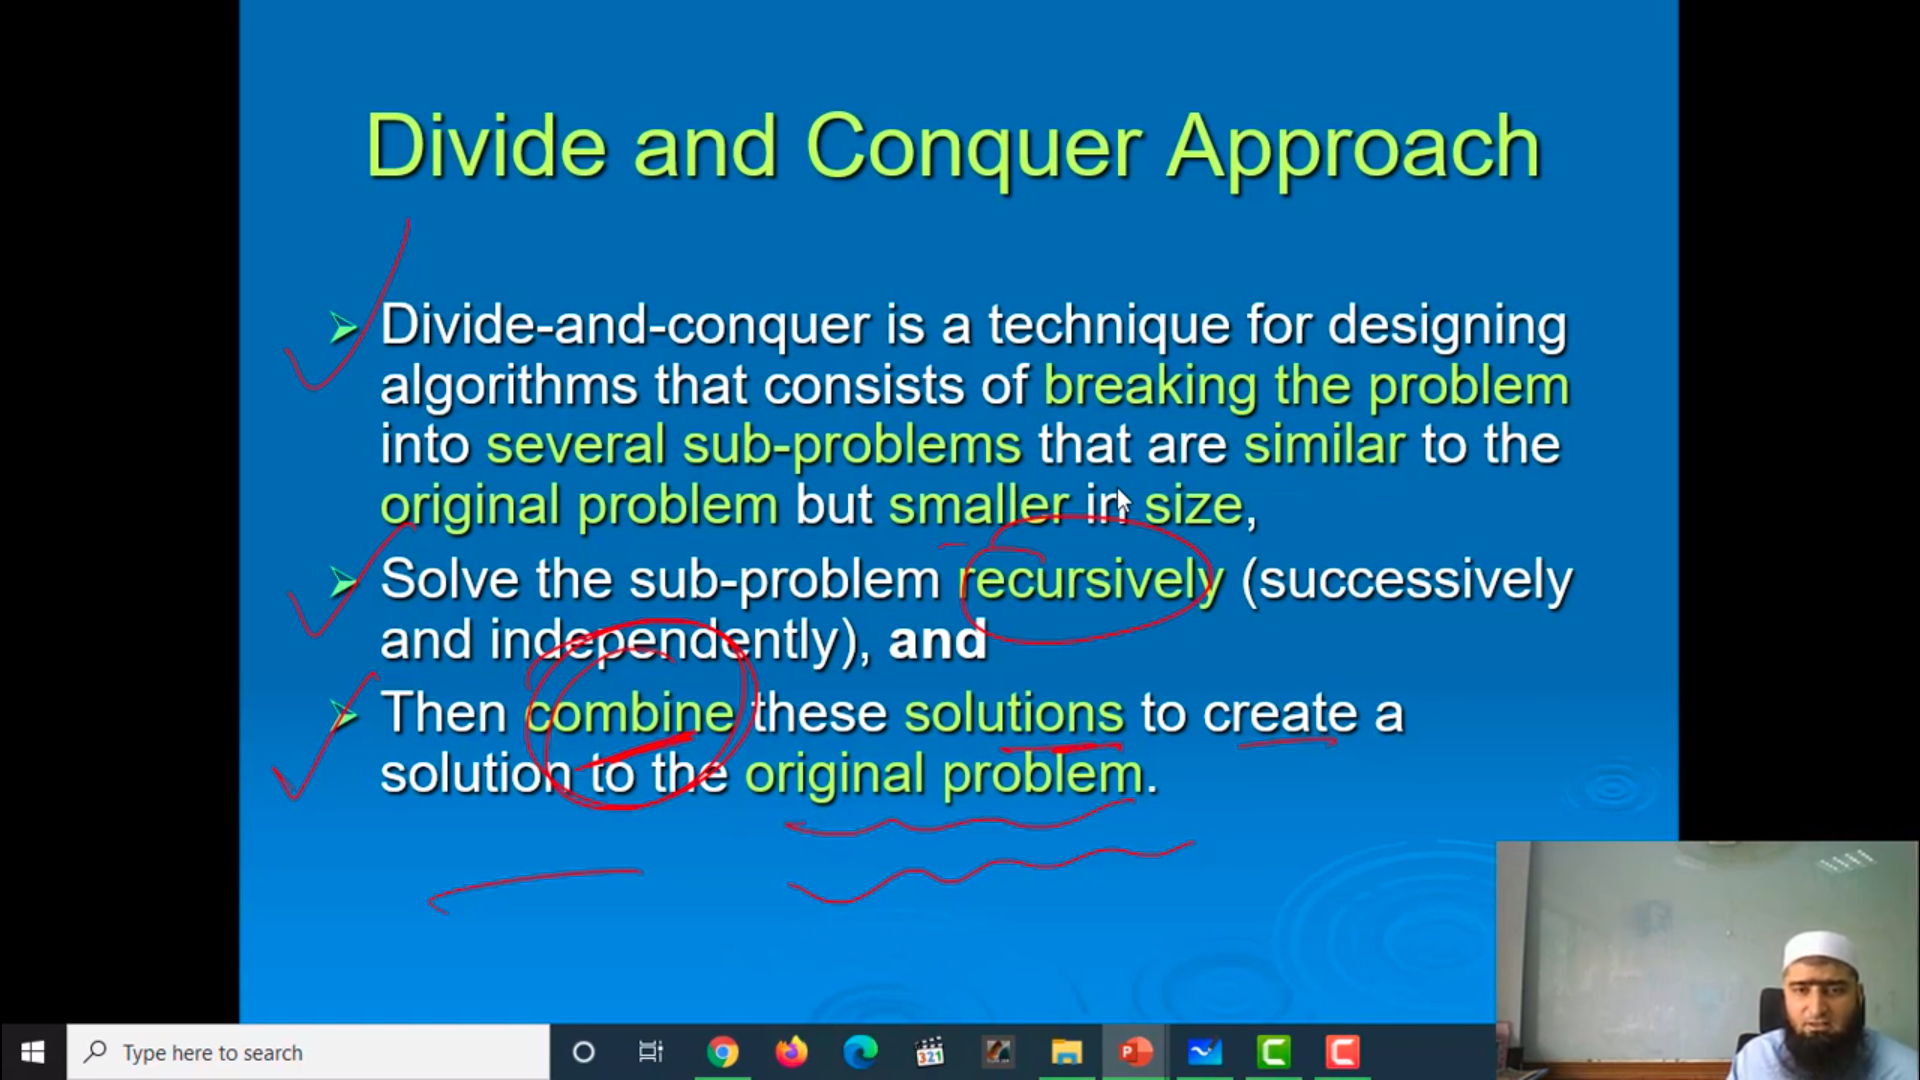 Divide and Conquer Approach
Divide-and-conquer is a technique for designing
algorithms that consists of breaking the problem
into several sub-problems that are similar to the
original problem but smaller in size,
Solve the sub-problem recursively (successively
and independently), and
Then combine these solutions to create a
solution to the original problem.
Type here to search
321